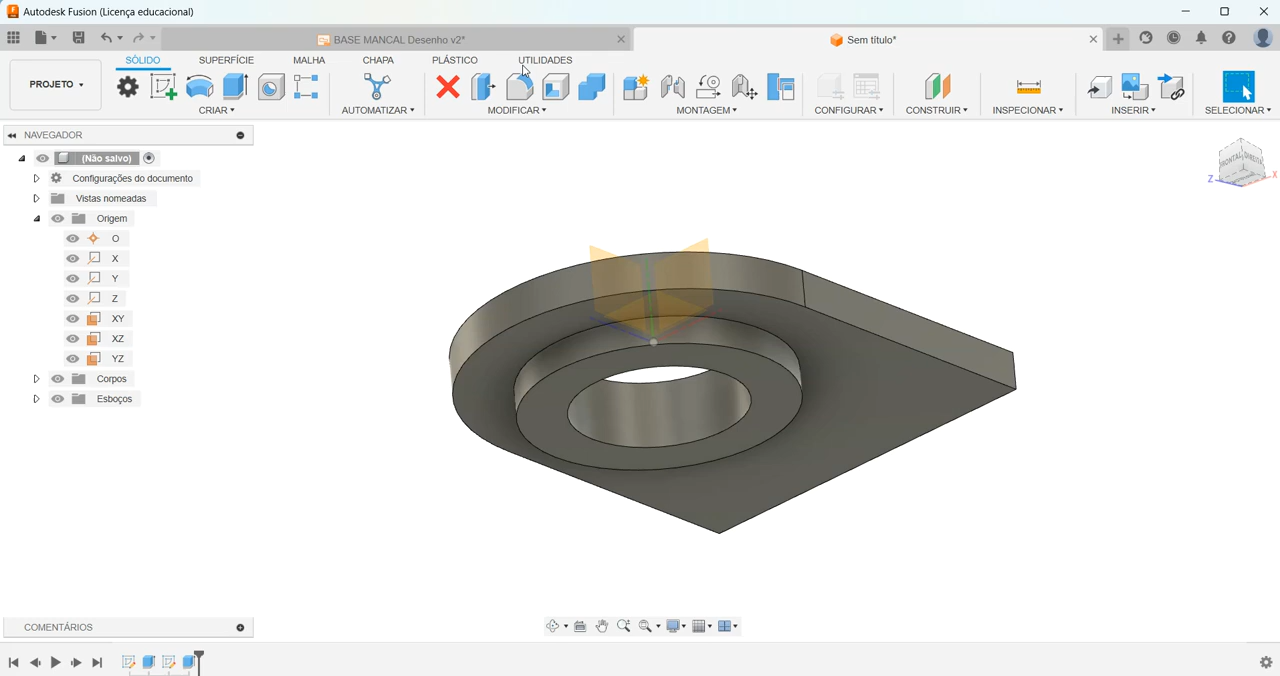 Autodesk Fusion (Licença educacional)
BASE MANCAL Desenho v2*
Sem título*
SÓLIDO SUPERFÍCIE MALHA CHAPA PLÁSTICO UTILIDADES
PROJETO
CRIAR AUTOMATIZAR MODIFICAR MONTAGEM CONFIGURAR CONSTRUIR INSPECIONAR INSERIR SELECIONAR
NAVEGADOR
(Não salvo)
Configurações do documento
Vistas nomeadas
Origem
O
X
Y
Z
XY
XZ
YZ
Corpos
Esboços
FRONTAL DIREITA
Z X
COMENTÁRIOS